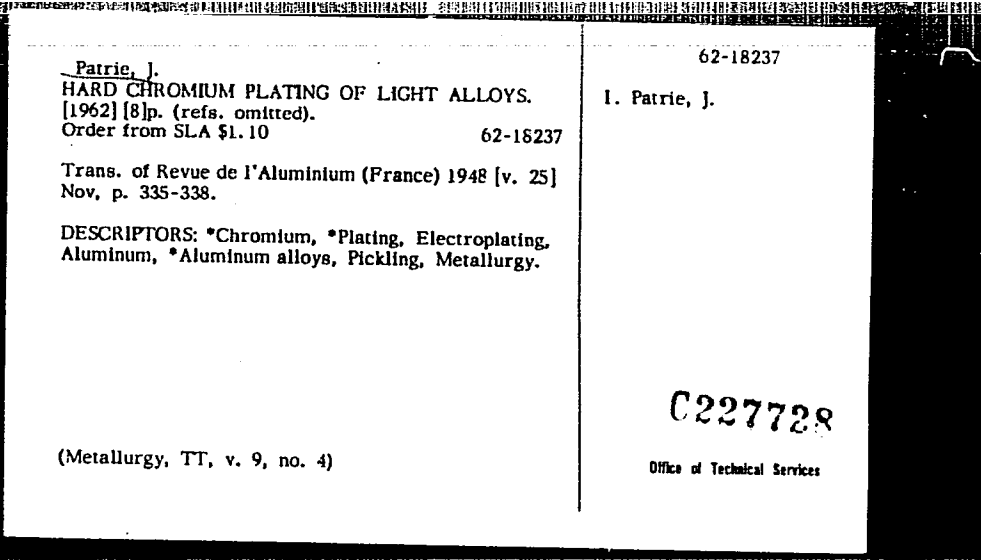 Patrie, J.
HARD CHROMIUM PLATING OF LIGHT ALLOYS.
[1962] [8]p. (refs. omitted).
Order from SLA $1.10 62-18237
Trans. of Revue de l'Aluminium (France) 1948 [v. 25]
Nov, p. 335-338.
DESCRIPTORS: *Chromium, *Plating, Electroplating,
Aluminum, *Aluminum alloys, Pickling, Metallurgy.
(Metallurgy, TT, v. 9, no. 4)
62-18237
I. Patrie, J.
C227728
Office of Technical Services